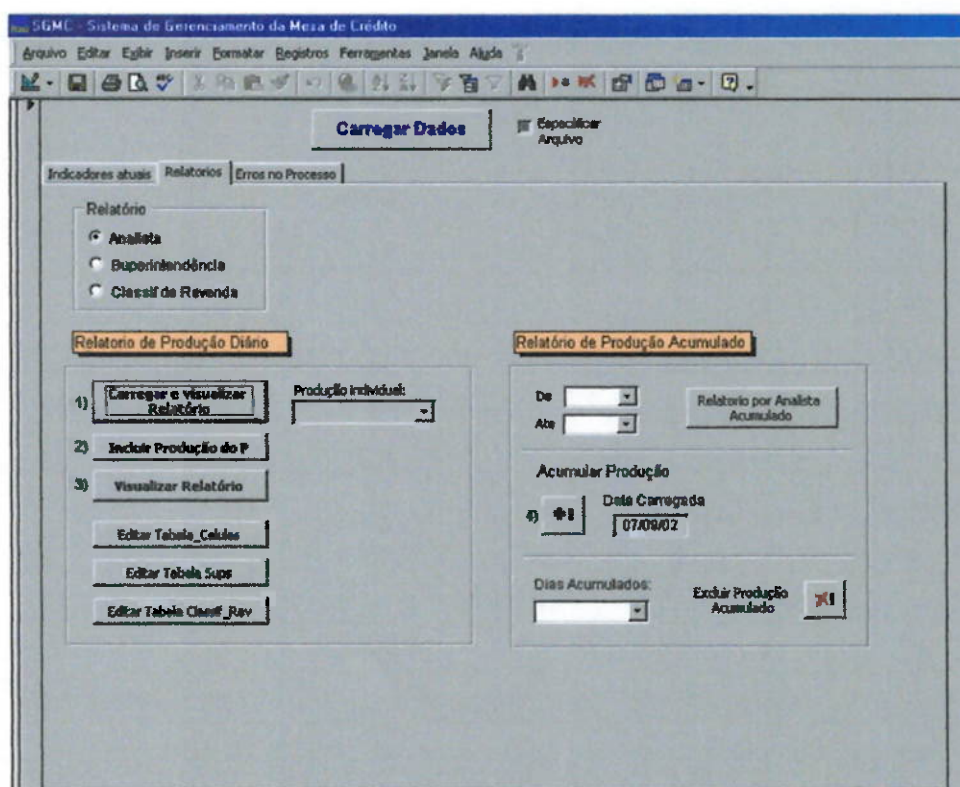 SGMC - Sistema de Gerenciamento da Mesa de Crédito
Arquivo Editar Exibir Inserir Formatar Registros Ferramentas Janela Ajuda ?
Carregar Dados
Especificar
Arquivo
Indicadores atuais Relatorios Erros no Processo
Relatório
Analista
Superintendência
Classif de Revenda
Relatorio de Produção Diário
1) Carregar e visualizar
Relatório
Produção individual:
2) Incluir Produção do P
3) Visualizar Relatório
Editar Tabela_Celulas
Editar Tabela Sups
Editar Tabela Classif_Rev
Relatório de Produção Acumulado
De
Ate
Relatorio por Analista
Acumulado
Acumular Produção
4)
Data Carregada
07/09/02
Dias Acumulados:
Excluir Produção
Acumulado